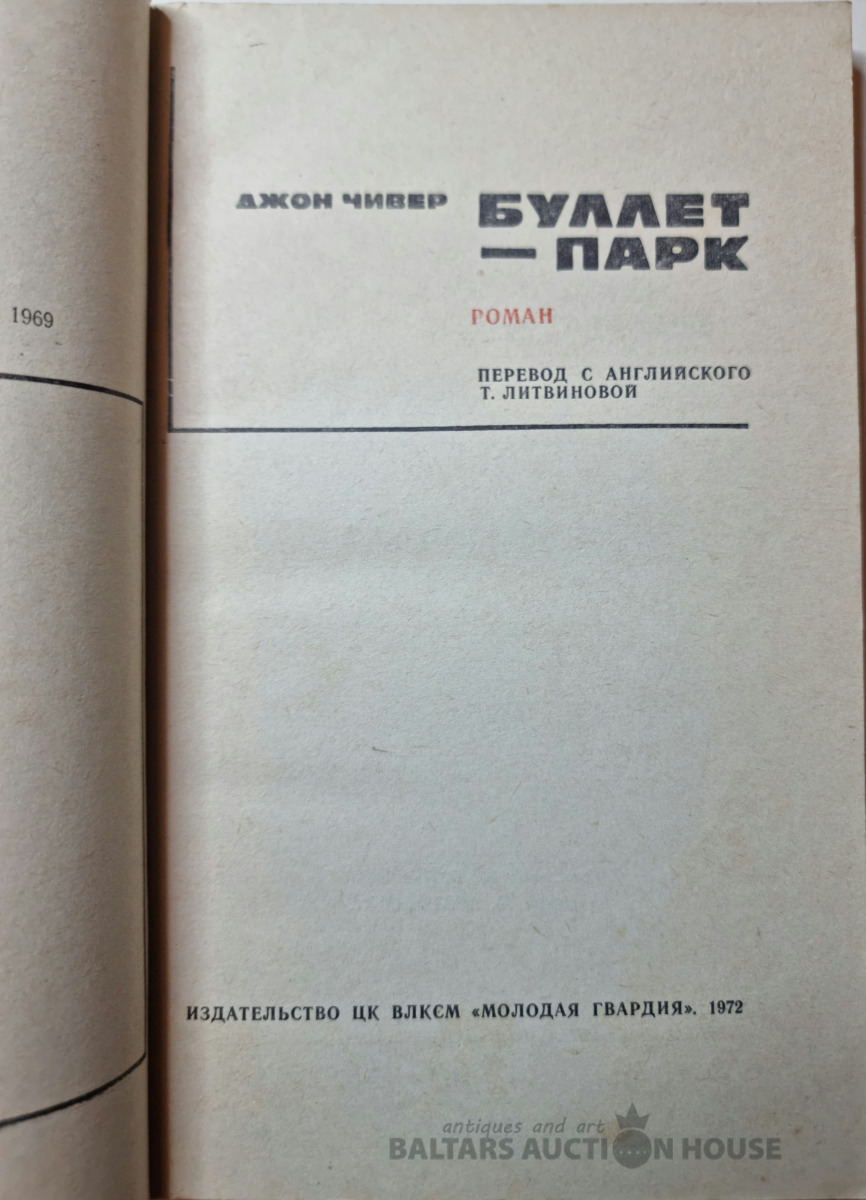 1969
ДЖОН ЧИВЕР
БУЛЛЕТ
— ПАРК
РОМАН
ПЕРЕВОД С АНГЛИЙСКОГО
Т. ЛИТВИНОВОЙ
ИЗДАТЕЛЬСТВО ЦК ВЛКСМ «МОЛОДАЯ ГВАРДИЯ». 1972
antiques and art
BALTARS AUCTION HOUSE